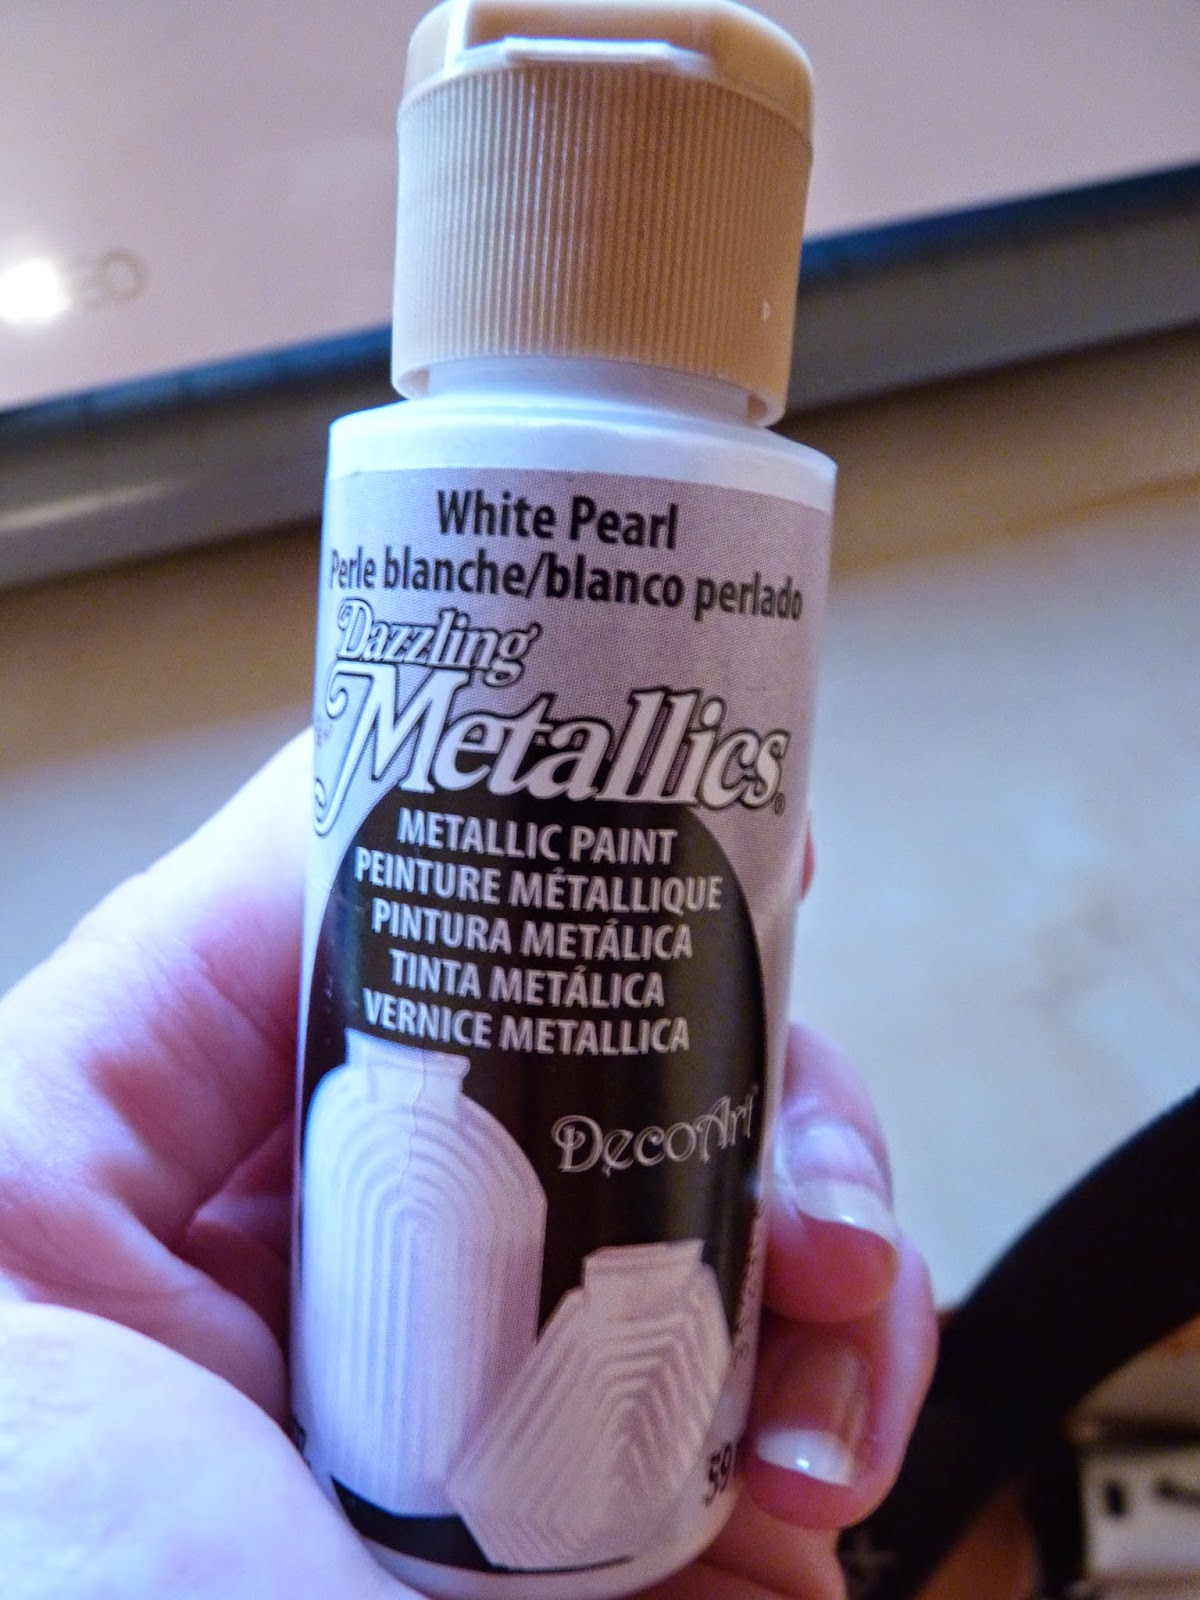 White Pearl
Perle blanche/blanco perlado
Dazzling
Metallics®
METALLIC PAINT
PEINTURE MÉTALLIQUE
PINTURA METÁLICA
TINTA METÁLICA
VERNICE METALLICA
DecoArt
59